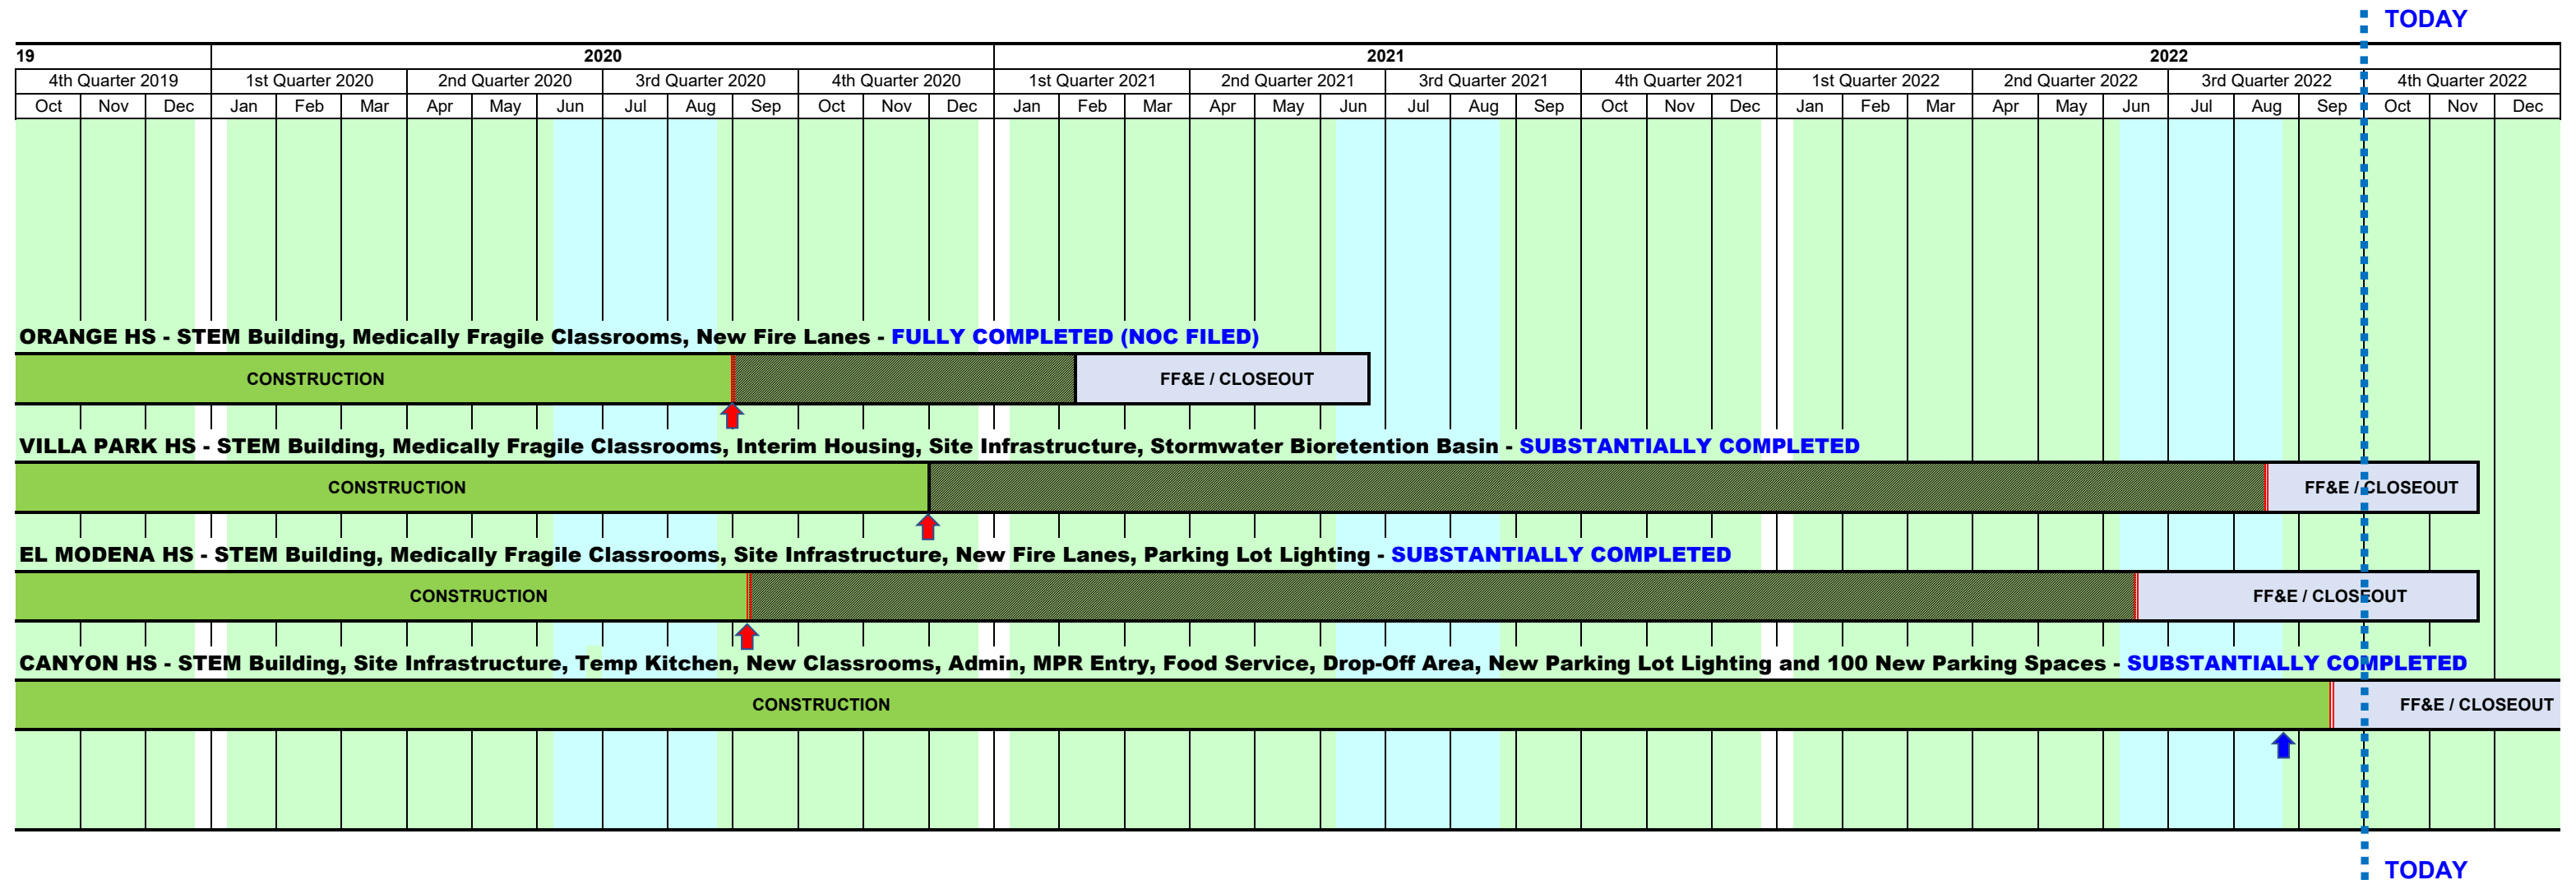 TODAY
19 2020 2021 2022
4th Quarter 2019 1st Quarter 2020 2nd Quarter 2020 3rd Quarter 2020 4th Quarter 2020 1st Quarter 2021 2nd Quarter 2021 3rd Quarter 2021 4th Quarter 2021 1st Quarter 2022 2nd Quarter 2022 3rd Quarter 2022 4th Quarter 2022
Oct Nov Dec Jan Feb Mar Apr May Jun Jul Aug Sep Oct Nov Dec Jan Feb Mar Apr May Jun Jul Aug Sep Oct Nov Dec Jan Feb Mar Apr May Jun Jul Aug Sep Oct Nov Dec
ORANGE HS - STEM Building, Medically Fragile Classrooms, New Fire Lanes - FULLY COMPLETED (NOC FILED)
CONSTRUCTION FF&E / CLOSEOUT
VILLA PARK HS - STEM Building, Medically Fragile Classrooms, Interim Housing, Site Infrastructure, Stormwater Bioretention Basin - SUBSTANTIALLY COMPLETED
CONSTRUCTION FF&E / CLOSEOUT
EL MODENA HS - STEM Building, Medically Fragile Classrooms, Site Infrastructure, New Fire Lanes, Parking Lot Lighting - SUBSTANTIALLY COMPLETED
CONSTRUCTION FF&E / CLOSEOUT
CANYON HS - STEM Building, Site Infrastructure, Temp Kitchen, New Classrooms, Admin, MPR Entry, Food Service, Drop-Off Area, New Parking Lot Lighting and 100 New Parking Spaces - SUBSTANTIALLY COMPLETED
CONSTRUCTION FF&E / CLOSEOUT
TODAY